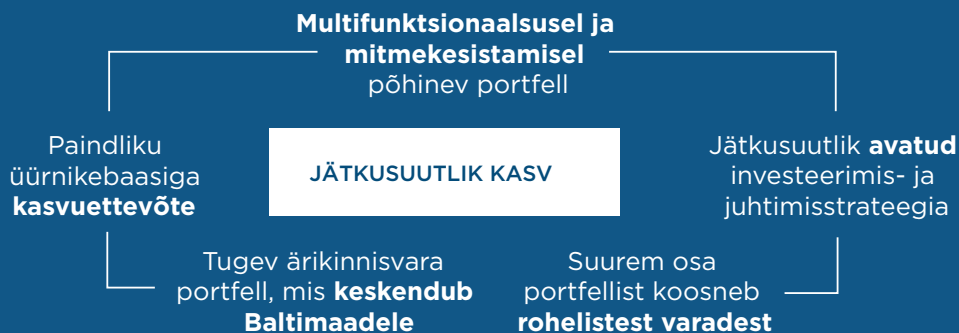 Multifunktsionaalsusel ja
mitmekesistamisel
põhinev portfell
Paindliku
üürnikebaasiga
kasvuettevõte
JÄTKUSUUTLIK KASV
Jätkusuutlik avatud
investeerimis- ja
juhtimisstrateegia
Tugev ärikinnisvara
portfell, mis keskendub
Baltimaadele
Suurem osa
portfellist koosneb
rohelistest varadest